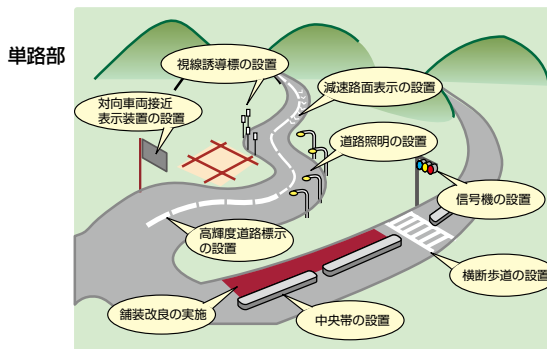 単路部
視線誘導標の設置
減速路面表示の設置
対向車両接近
表示装置の設置
道路照明の設置
信号機の設置
高輝度道路標示
の設置
横断歩道の設置
舗装改良の実施
中央帯の設置